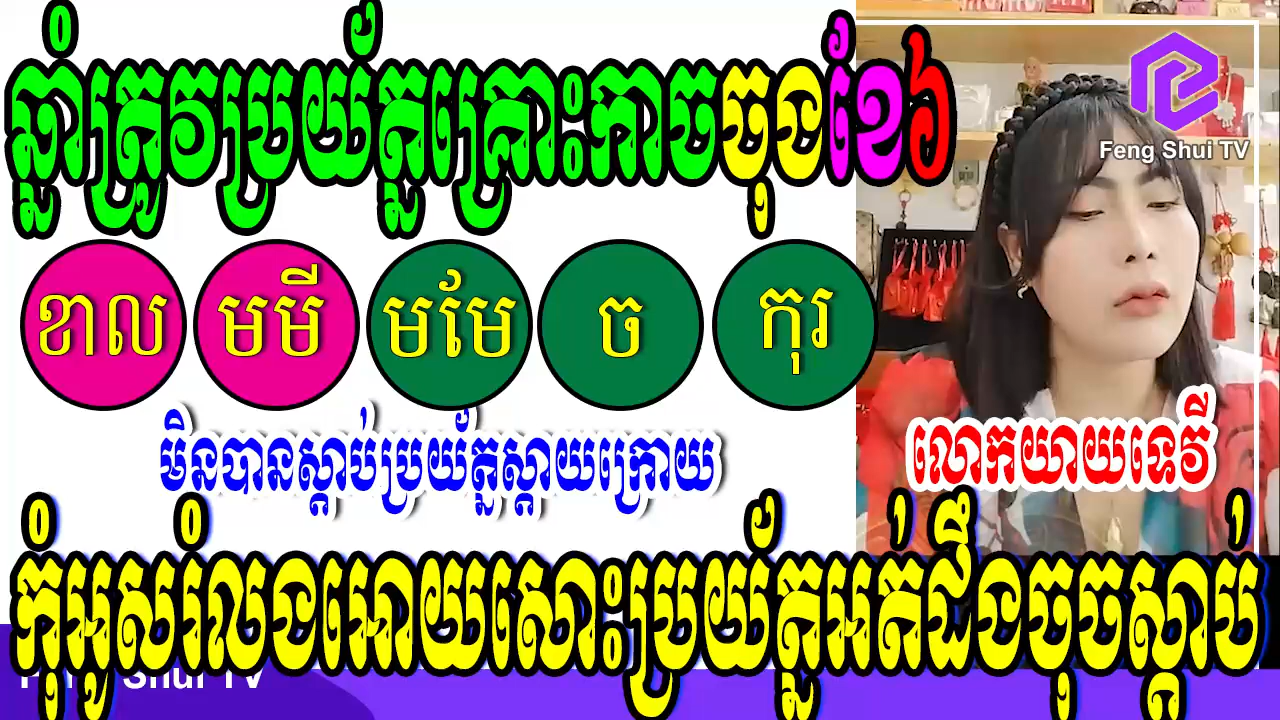 ឆ្នាំត្រូវប្រយ័ត្នគ្រោះកាចចុងខែ៦
Feng Shui TV
ខាល មមី មមែ ច កុរ
មិនបានស្តាប់ប្រយ័ត្នស្តាយក្រោយ
លោកយាយទេវី
កុំអូសរំលងអោយសោះប្រយ័ត្នអត់ដឹងចុចស្តាប់
Feng Shui TV